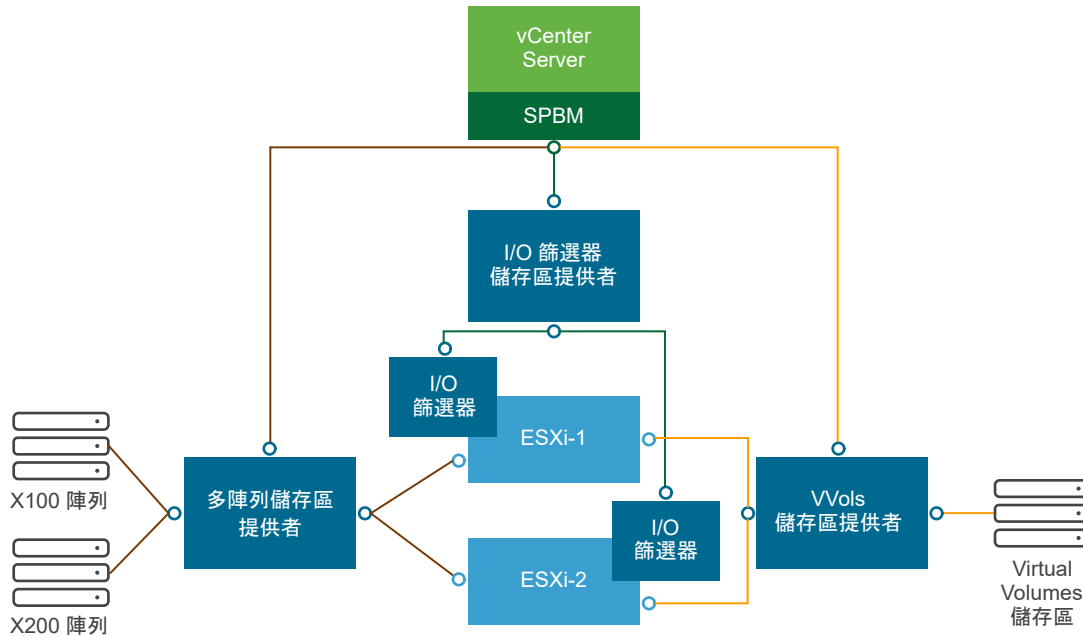 vCenter
Server
SPBM
I/O 篩選器
儲存區提供者
I/O
篩選器
ESXi-1
X100 陣列
多陣列儲存區
提供者
VVols
儲存區提供者
I/O
篩選器
ESXi-2
X200 陣列
Virtual
Volumes
儲存區